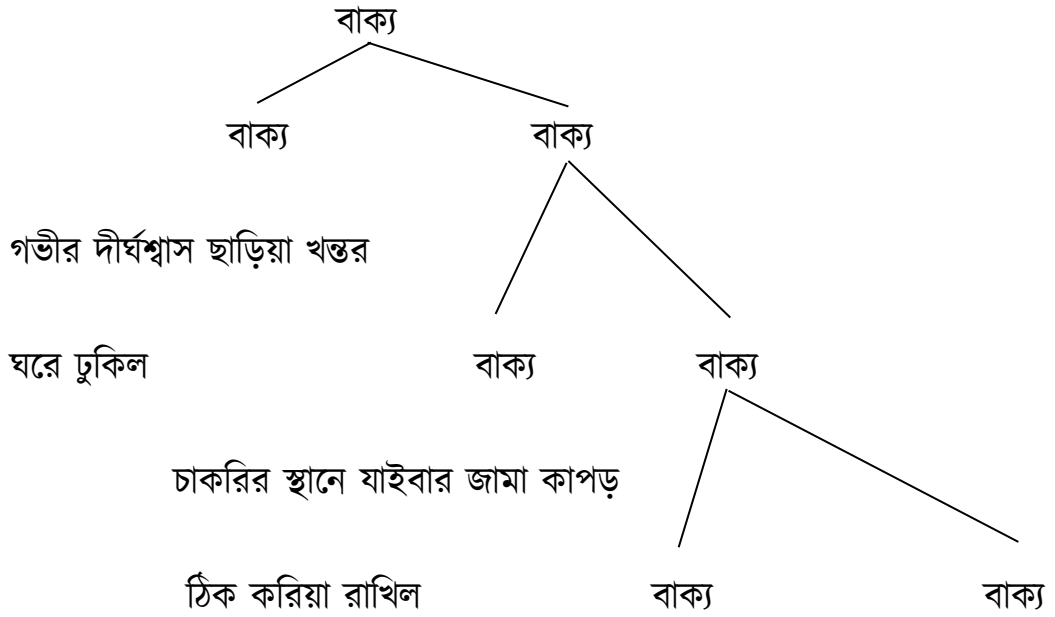 বাক্য
বাক্য বাক্য
গভীর দীর্ঘশ্বাস ছাড়িয়া খন্তর
ঘরে ঢুকিল বাক্য বাক্য
চাকরির স্থানে যাইবার জামা কাপড়
ঠিক করিয়া রাখিল বাক্য বাক্য